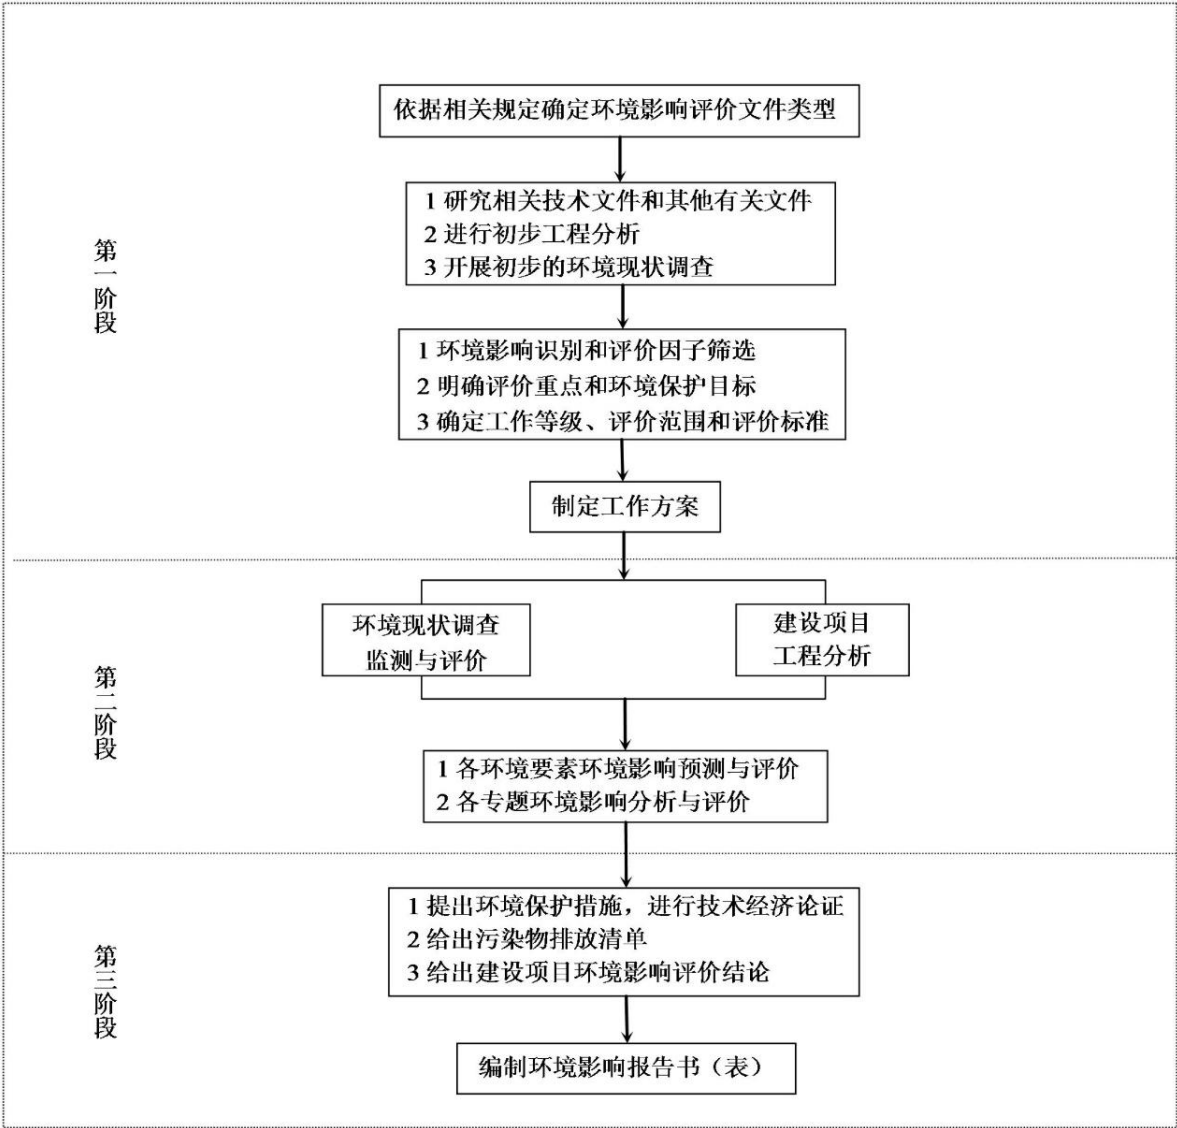 第一阶段
依据相关规定确定环境影响评价文件类型
1 研究相关技术文件和其他有关文件
2 进行初步工程分析
3 开展初步的环境现状调查
1 环境影响识别和评价因子筛选
2 明确评价重点和环境保护目标
3 确定工作等级、评价范围和评价标准
制定工作方案
第二阶段
环境现状调查
监测与评价
建设项目
工程分析
1 各环境要素环境影响预测与评价
2 各专题环境影响分析与评价
第三阶段
1 提出环境保护措施，进行技术经济论证
2 给出污染物排放清单
3 给出建设项目环境影响评价结论
编制环境影响报告书（表）